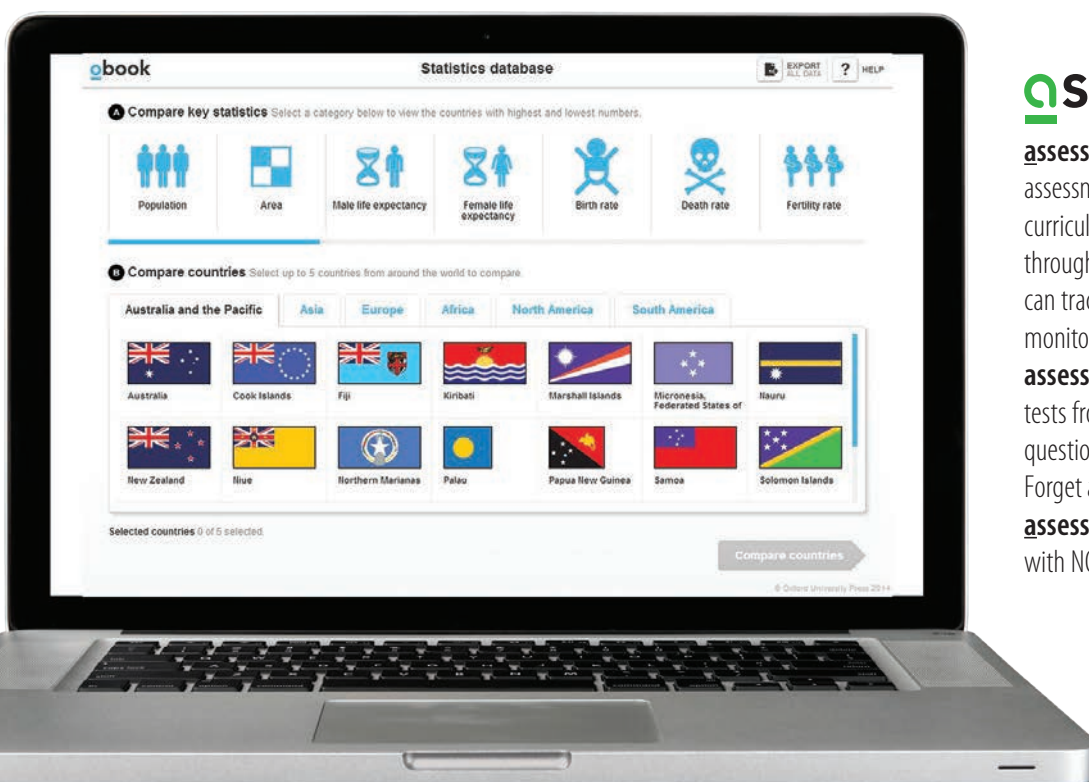 obook
Statistics database
EXPORT
ALL DATA
? HELP
A Compare key statistics Select a category below to view the countries with highest and lowest numbers.
Population
Area
Male life expectancy
Female life
expectancy
Birth rate
Death rate
Fertility rate
B Compare countries Select up to 5 countries from around the world to compare
Australia and the Pacific
Asia
Europe
Africa
North America
South America
Australia
Cook Islands
Fiji
Kiribati
Marshall Islands
Micronesia,
Federated States of
Nauru
New Zealand
Niue
Northern Marianas
Palau
Papua New Guinea
Samoa
Solomon Islands
Selected countries 0 of 5 selected.
Compare countries
© Oxford University Press 2014
as
assess
assessm
curricul
through
can trac
monito
assess
tests fro
questio
Forget
assess
with NO